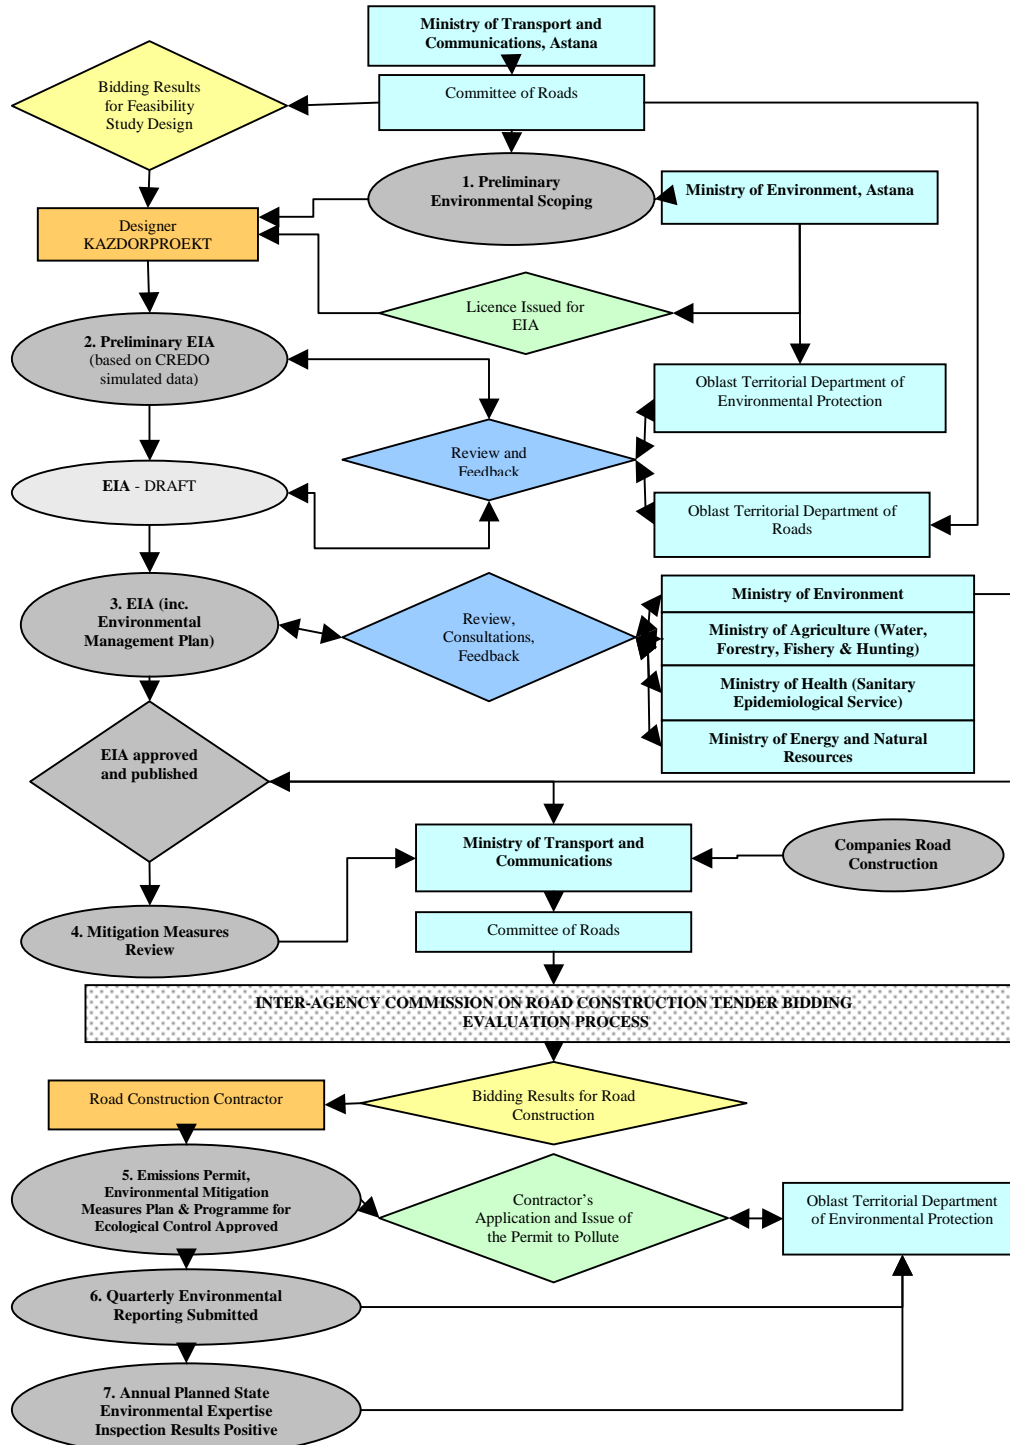 Ministry of Transport and
Communications, Astana
Bidding Results
for Feasibility
Study Design
Committee of Roads
1. Preliminary
Environmental Scoping
Ministry of Environment, Astana
Designer
KAZDORPROEKT
Licence Issued for
EIA
2. Preliminary EIA
(based on CREDO
simulated data)
Oblast Territorial Department of
Environmental Protection
Review and
Feedback
EIA - DRAFT
Oblast Territorial Department of
Roads
3. EIA (inc.
Environmental
Management Plan)
Review,
Consultations,
Feedback
Ministry of Environment
Ministry of Agriculture (Water,
Forestry, Fishery & Hunting)
Ministry of Health (Sanitary
Epidemiological Service)
Ministry of Energy and Natural
Resources
EIA approved
and published
Ministry of Transport and
Communications
Companies Road
Construction
4. Mitigation Measures
Review
Committee of Roads
INTER-AGENCY COMMISSION ON ROAD CONSTRUCTION TENDER BIDDING
EVALUATION PROCESS
Road Construction Contractor
Bidding Results for Road
Construction
5. Emissions Permit,
Environmental Mitigation
Measures Plan & Programme for
Ecological Control Approved
Contractor's
Application and Issue of
the Permit to Pollute
Oblast Territorial Department
of Environmental Protection
6. Quarterly Environmental
Reporting Submitted
7. Annual Planned State
Environmental Expertise
Inspection Results Positive